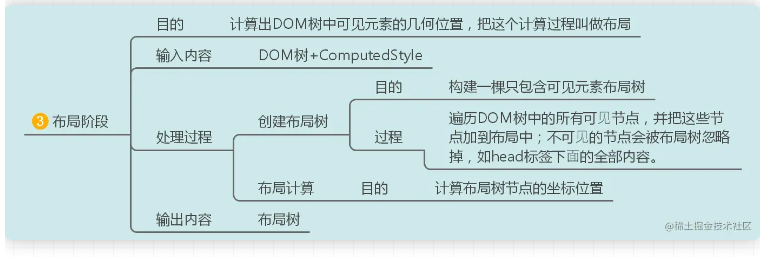 目的 计算出DOM树中可见元素的几何位置，把这个计算过程叫做布局
输入内容 DOM树+ComputedStyle
目的 构建一棵只包含可见元素布局树
3 布局阶段
创建布局树
处理过程
过程
遍历DOM树中的所有可见节点，并把这些节
点加到布局中；不可见的节点会被布局树忽略
掉，如head标签下面的全部内容。
布局计算 目的 计算布局树节点的坐标位置
输出内容 布局树
@稀土掘金技术社区